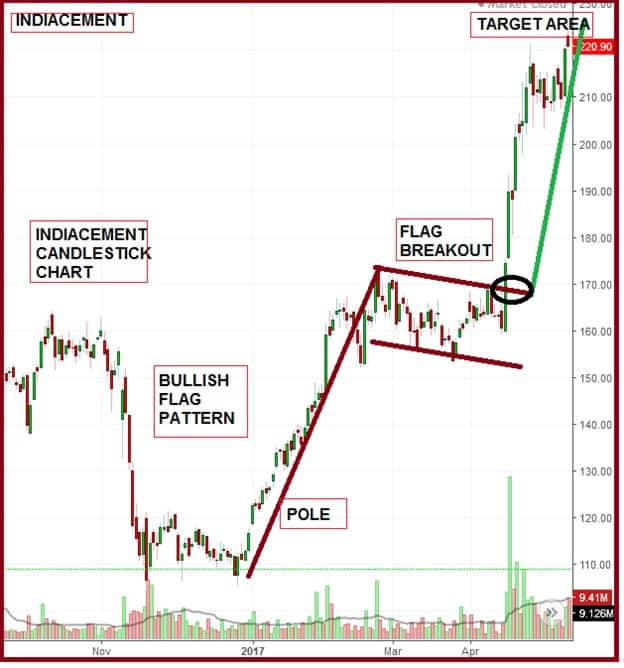 INDIACEMENT
Market Closed
230.00
TARGET AREA
220.90
210.00
200.00
190.00
180.00
170.00
160.00
150.00
140.00
130.00
120.00
110.00
INDIACEMENT
CANDLESTICK
CHART
FLAG
BREAKOUT
BULLISH
FLAG
PATTERN
POLE
9.41M
9.126M
Nov
2017
Mar
Apr